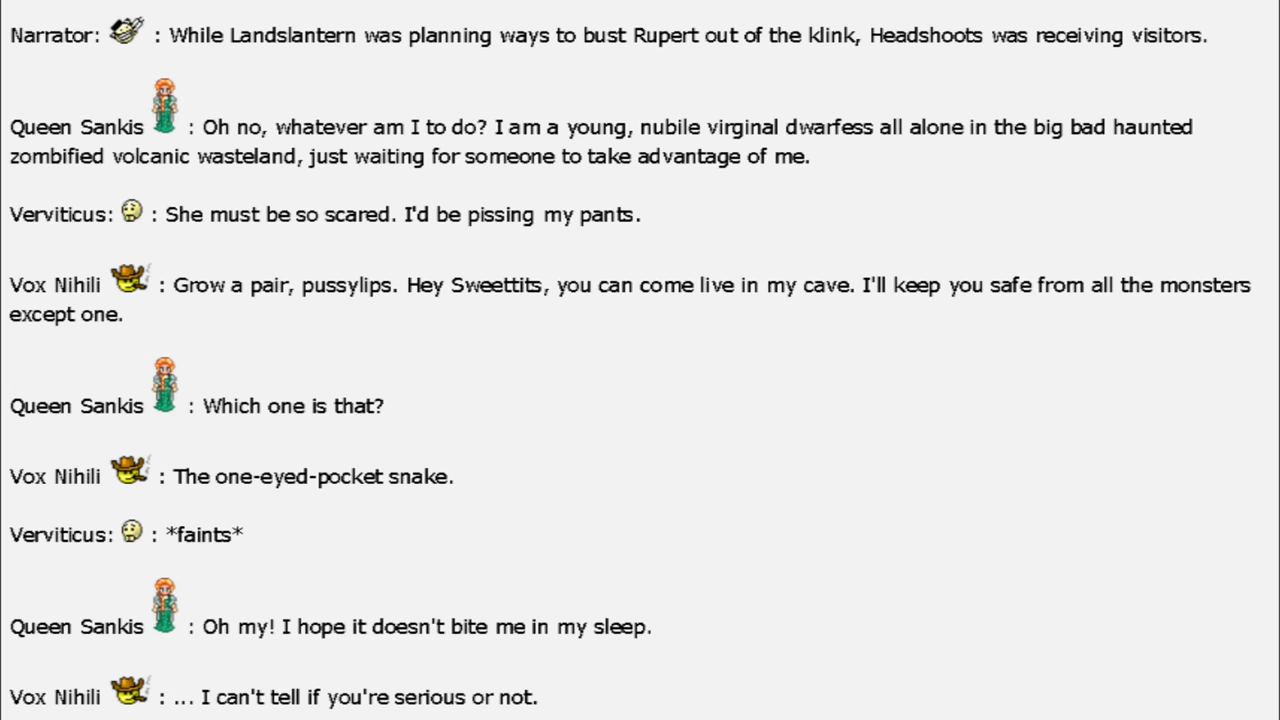 Narrator: : While Landslantern was planning ways to bust Rupert out of the klink, Headshoots was receiving visitors.
Queen Sankis : Oh no, whatever am I to do? I am a young, nubile virginal dwarfess all alone in the big bad haunted
zombified volcanic wasteland, just waiting for someone to take advantage of me.
Verviticus: : She must be so scared. I'd be pissing my pants.
Vox Nihili : Grow a pair, pussylips. Hey Sweettits, you can come live in my cave. I'll keep you safe from all the monsters
except one.
Queen Sankis : Which one is that?
Vox Nihili : The one-eyed-pocket snake.
Verviticus: : *faints*
Queen Sankis : Oh my! I hope it doesn't bite me in my sleep.
Vox Nihili : ... I can't tell if you're serious or not.